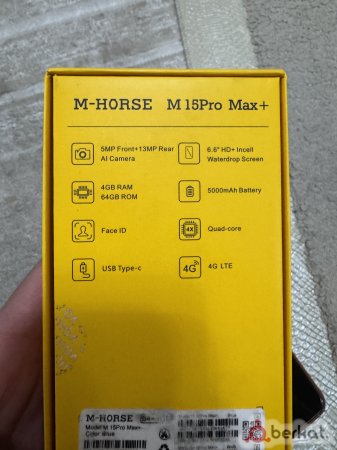 M-HORSE M 15Pro Max+
5MP Front+13MP Rear
AI Camera
6.6" HD+ Incell
Waterdrop Screen
4GB RAM
64GB ROM
5000mAh Battery
Face ID
4X
Quad-core
USB Type-c
4G
4G LTE
M-HORSE
Model:M 15Pro Max+
Color:Blue
berkat